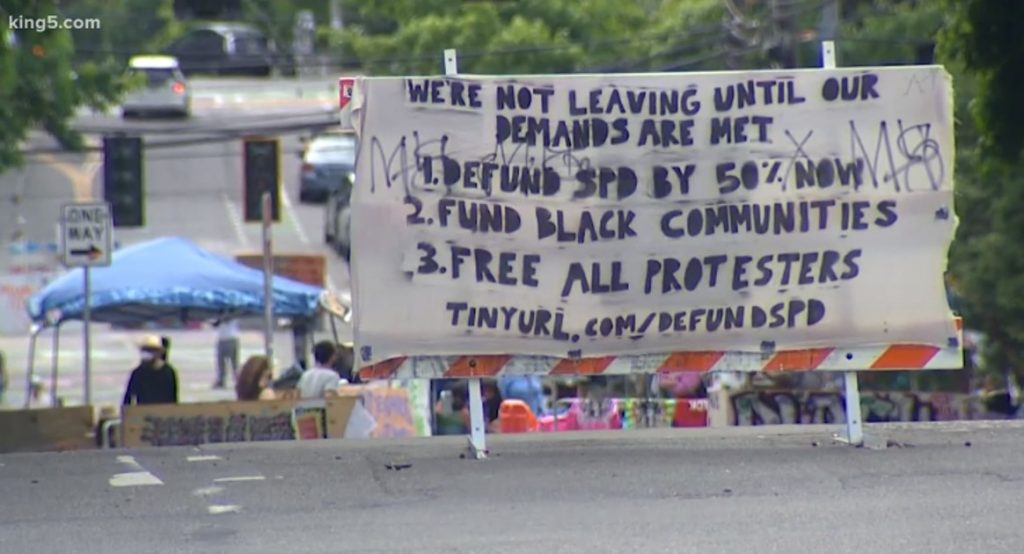 king5.com
WE'RE NOT LEAVING UNTIL OUR
DEMANDS ARE MET
1. DEFUND SPD BY 50% NOW
2. FUND BLACK COMMUNITIES
3. FREE ALL PROTESTERS
TINYURL.COM/DEFUNDSPD
ONE
WAY